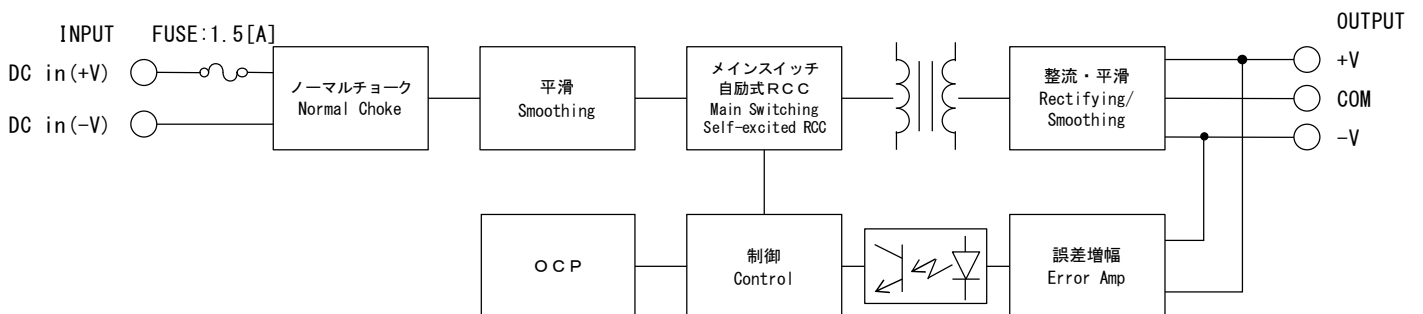 INPUT
FUSE:1.5[A]
OUTPUT
DC in(+V)
DC in(-V)
ノーマルチョーク
Normal Choke
平滑
Smoothing
メインスイッチ
自励式RCC
Main Switching
Self-excited RCC
整流・平滑
Rectifying/
Smoothing
+V
COM
-V
OCP
制御
Control
誤差増幅
Error Amp